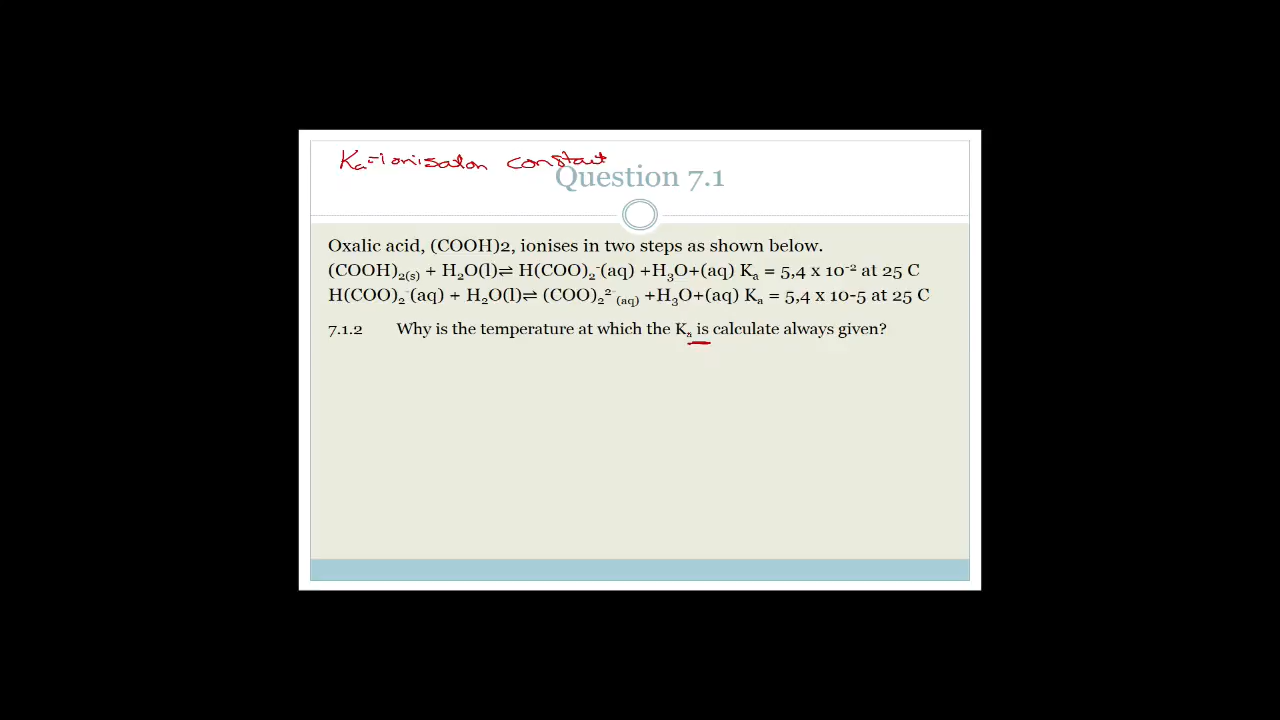 Ka=ionisation constant
Question 7.1
Oxalic acid, (COOH)2, ionises in two steps as shown below.
(COOH)₂₍ₛ₎ + H₂O(l)⇌ H(COO)₂⁻(aq) +H₃O+(aq) Kₐ = 5,4 x 10⁻² at 25 C
H(COO)₂⁻(aq) + H₂O(l)⇌ (COO)₂²⁻(aq) +H₃O+(aq) Kₐ = 5,4 x 10-5 at 25 C
7.1.2 Why is the temperature at which the Kₐ is calculate always given?